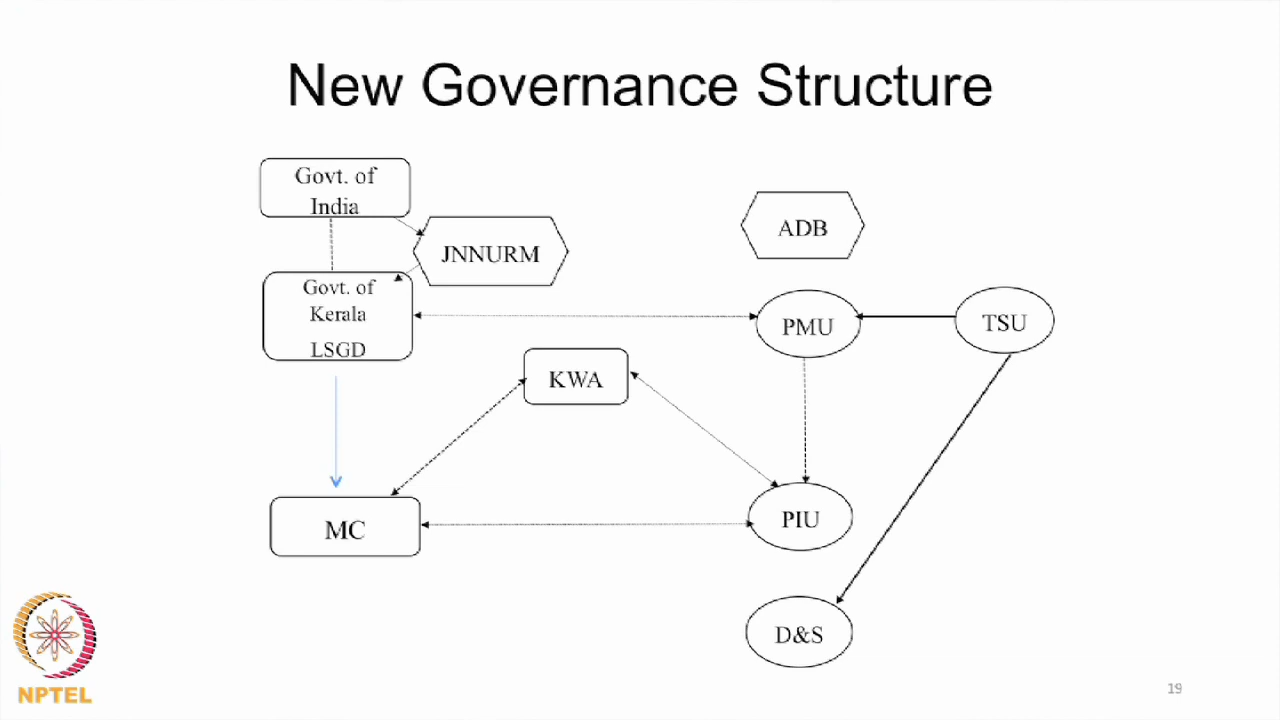 New Governance Structure
Govt. of
India
JNNURM
ADB
Govt. of
Kerala
LSGD
PMU
TSU
KWA
MC
PIU
D&S
NPTEL
19